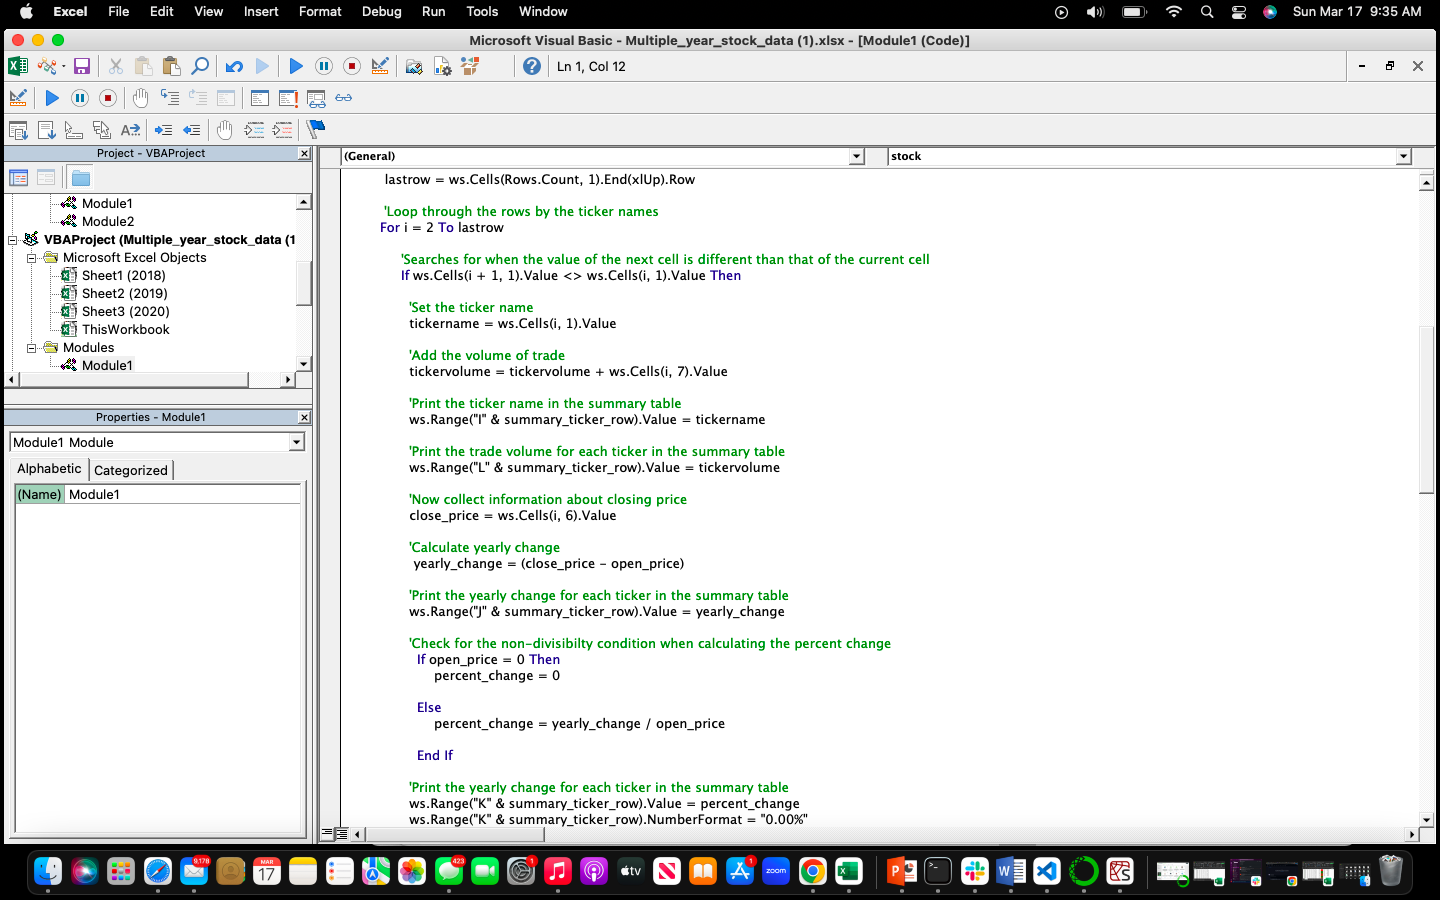 Excel File Edit View Insert Format Debug Run Tools Window Sun Mar 17 9:35 AM
Microsoft Visual Basic - Multiple_year_stock_data (1).xlsx - [Module1 (Code)]
Ln 1, Col 12
Project - VBAProject
(General) stock
Module1
Module2
VBAProject (Multiple_year_stock_data (1
Microsoft Excel Objects
Sheet1 (2018)
Sheet2 (2019)
Sheet3 (2020)
ThisWorkbook
Modules
Module1
Properties - Module1
Module1 Module
Alphabetic Categorized
(Name) Module1
lastrow = ws.Cells(Rows.Count, 1).End(xlUp).Row
'Loop through the rows by the ticker names
For i = 2 To lastrow
'Searches for when the value of the next cell is different than that of the current cell
If ws.Cells(i + 1, 1).Value <> ws.Cells(i, 1).Value Then
'Set the ticker name
tickername = ws.Cells(i, 1).Value
'Add the volume of trade
tickervolume = tickervolume + ws.Cells(i, 7).Value
'Print the ticker name in the summary table
ws.Range("I" & summary_ticker_row).Value = tickername
'Print the trade volume for each ticker in the summary table
ws.Range("L" & summary_ticker_row).Value = tickervolume
'Now collect information about closing price
close_price = ws.Cells(i, 6).Value
'Calculate yearly change
yearly_change = (close_price - open_price)
'Print the yearly change for each ticker in the summary table
ws.Range("J" & summary_ticker_row).Value = yearly_change
'Check for the non-divisibilty condition when calculating the percent change
If open_price = 0 Then
percent_change = 0
Else
percent_change = yearly_change / open_price
End If
'Print the yearly change for each ticker in the summary table
ws.Range("K" & summary_ticker_row).Value = percent_change
ws.Range("K" & summary_ticker_row).NumberFormat = "0.00%"
9,178
MAR
17
423
1
tv
1
zoom